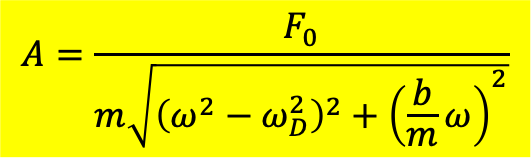 A = F₀ / m√((ω² − ω_D²)² + (b/m ω)²)